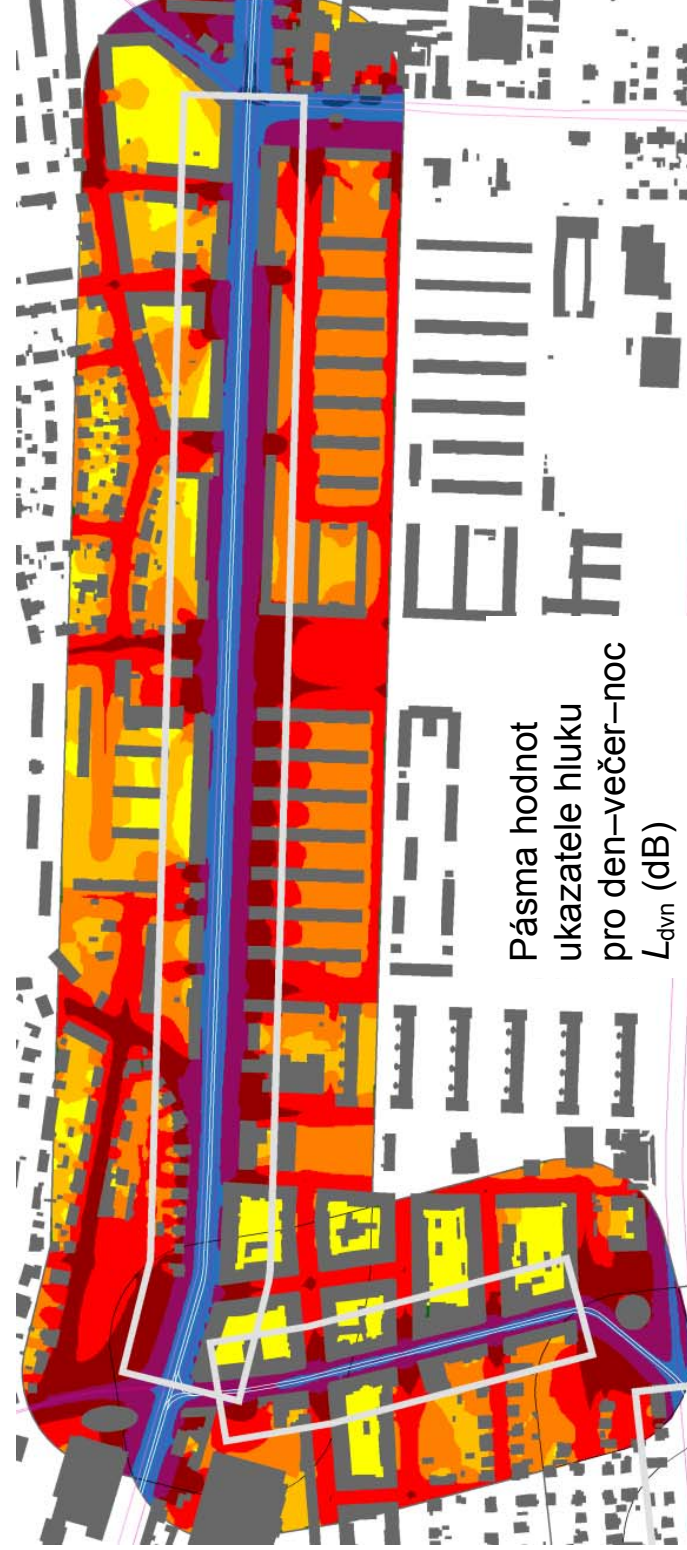 Pásma hodnot
ukazatele hluku
pro den–večer–noc
Ldvn (dB)